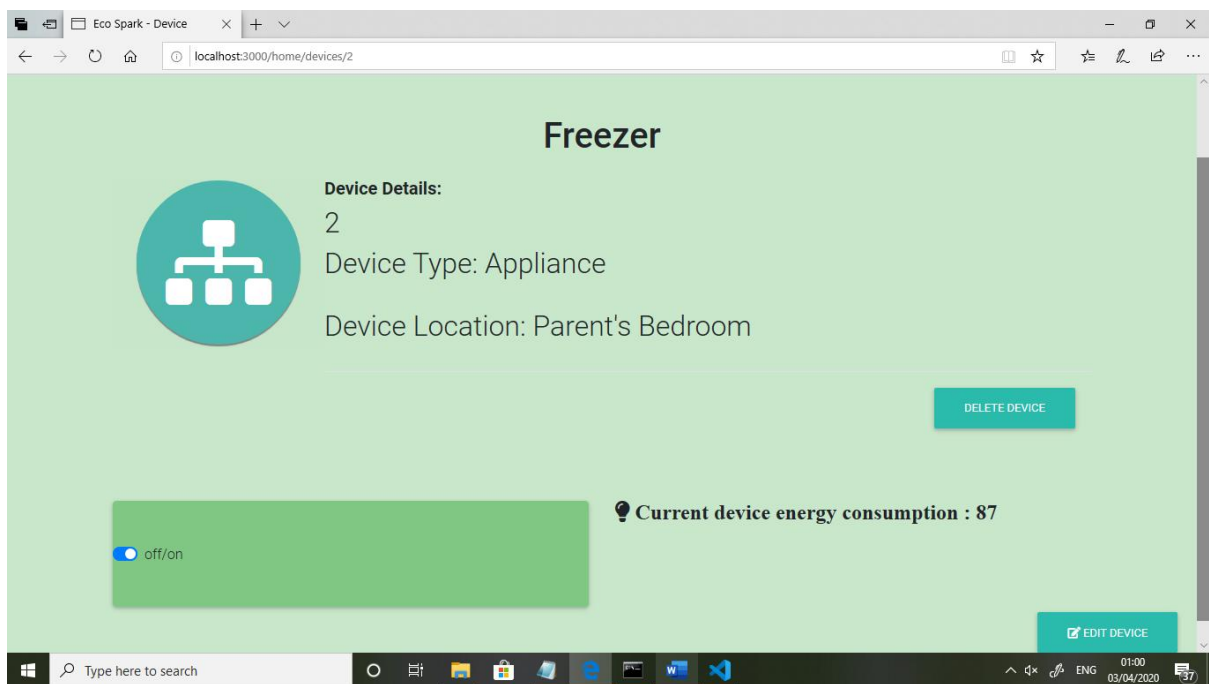 Eco Spark - Device
localhost:3000/home/devices/2
Freezer
Device Details:
2
Device Type: Appliance
Device Location: Parent's Bedroom
DELETE DEVICE
Current device energy consumption : 87
off/on
EDIT DEVICE
Type here to search
ENG
01:00
03/04/2020
37